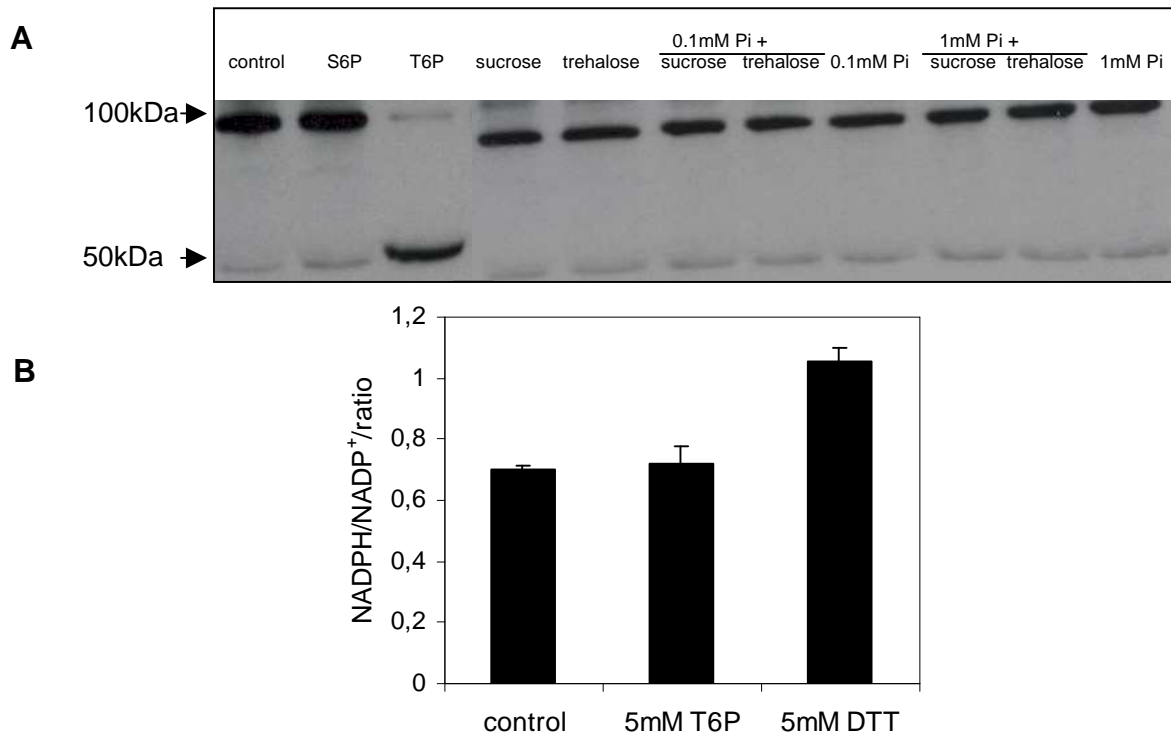 A
0.1mM Pi +
1mM Pi +
control S6P T6P sucrose trehalose sucrose trehalose 0.1mM Pi sucrose trehalose 1mM Pi
100kDa
50kDa
B
NADPH/NADP⁺/ratio
1,2
1
0,8
0,6
0,4
0,2
0
control 5mM T6P 5mM DTT